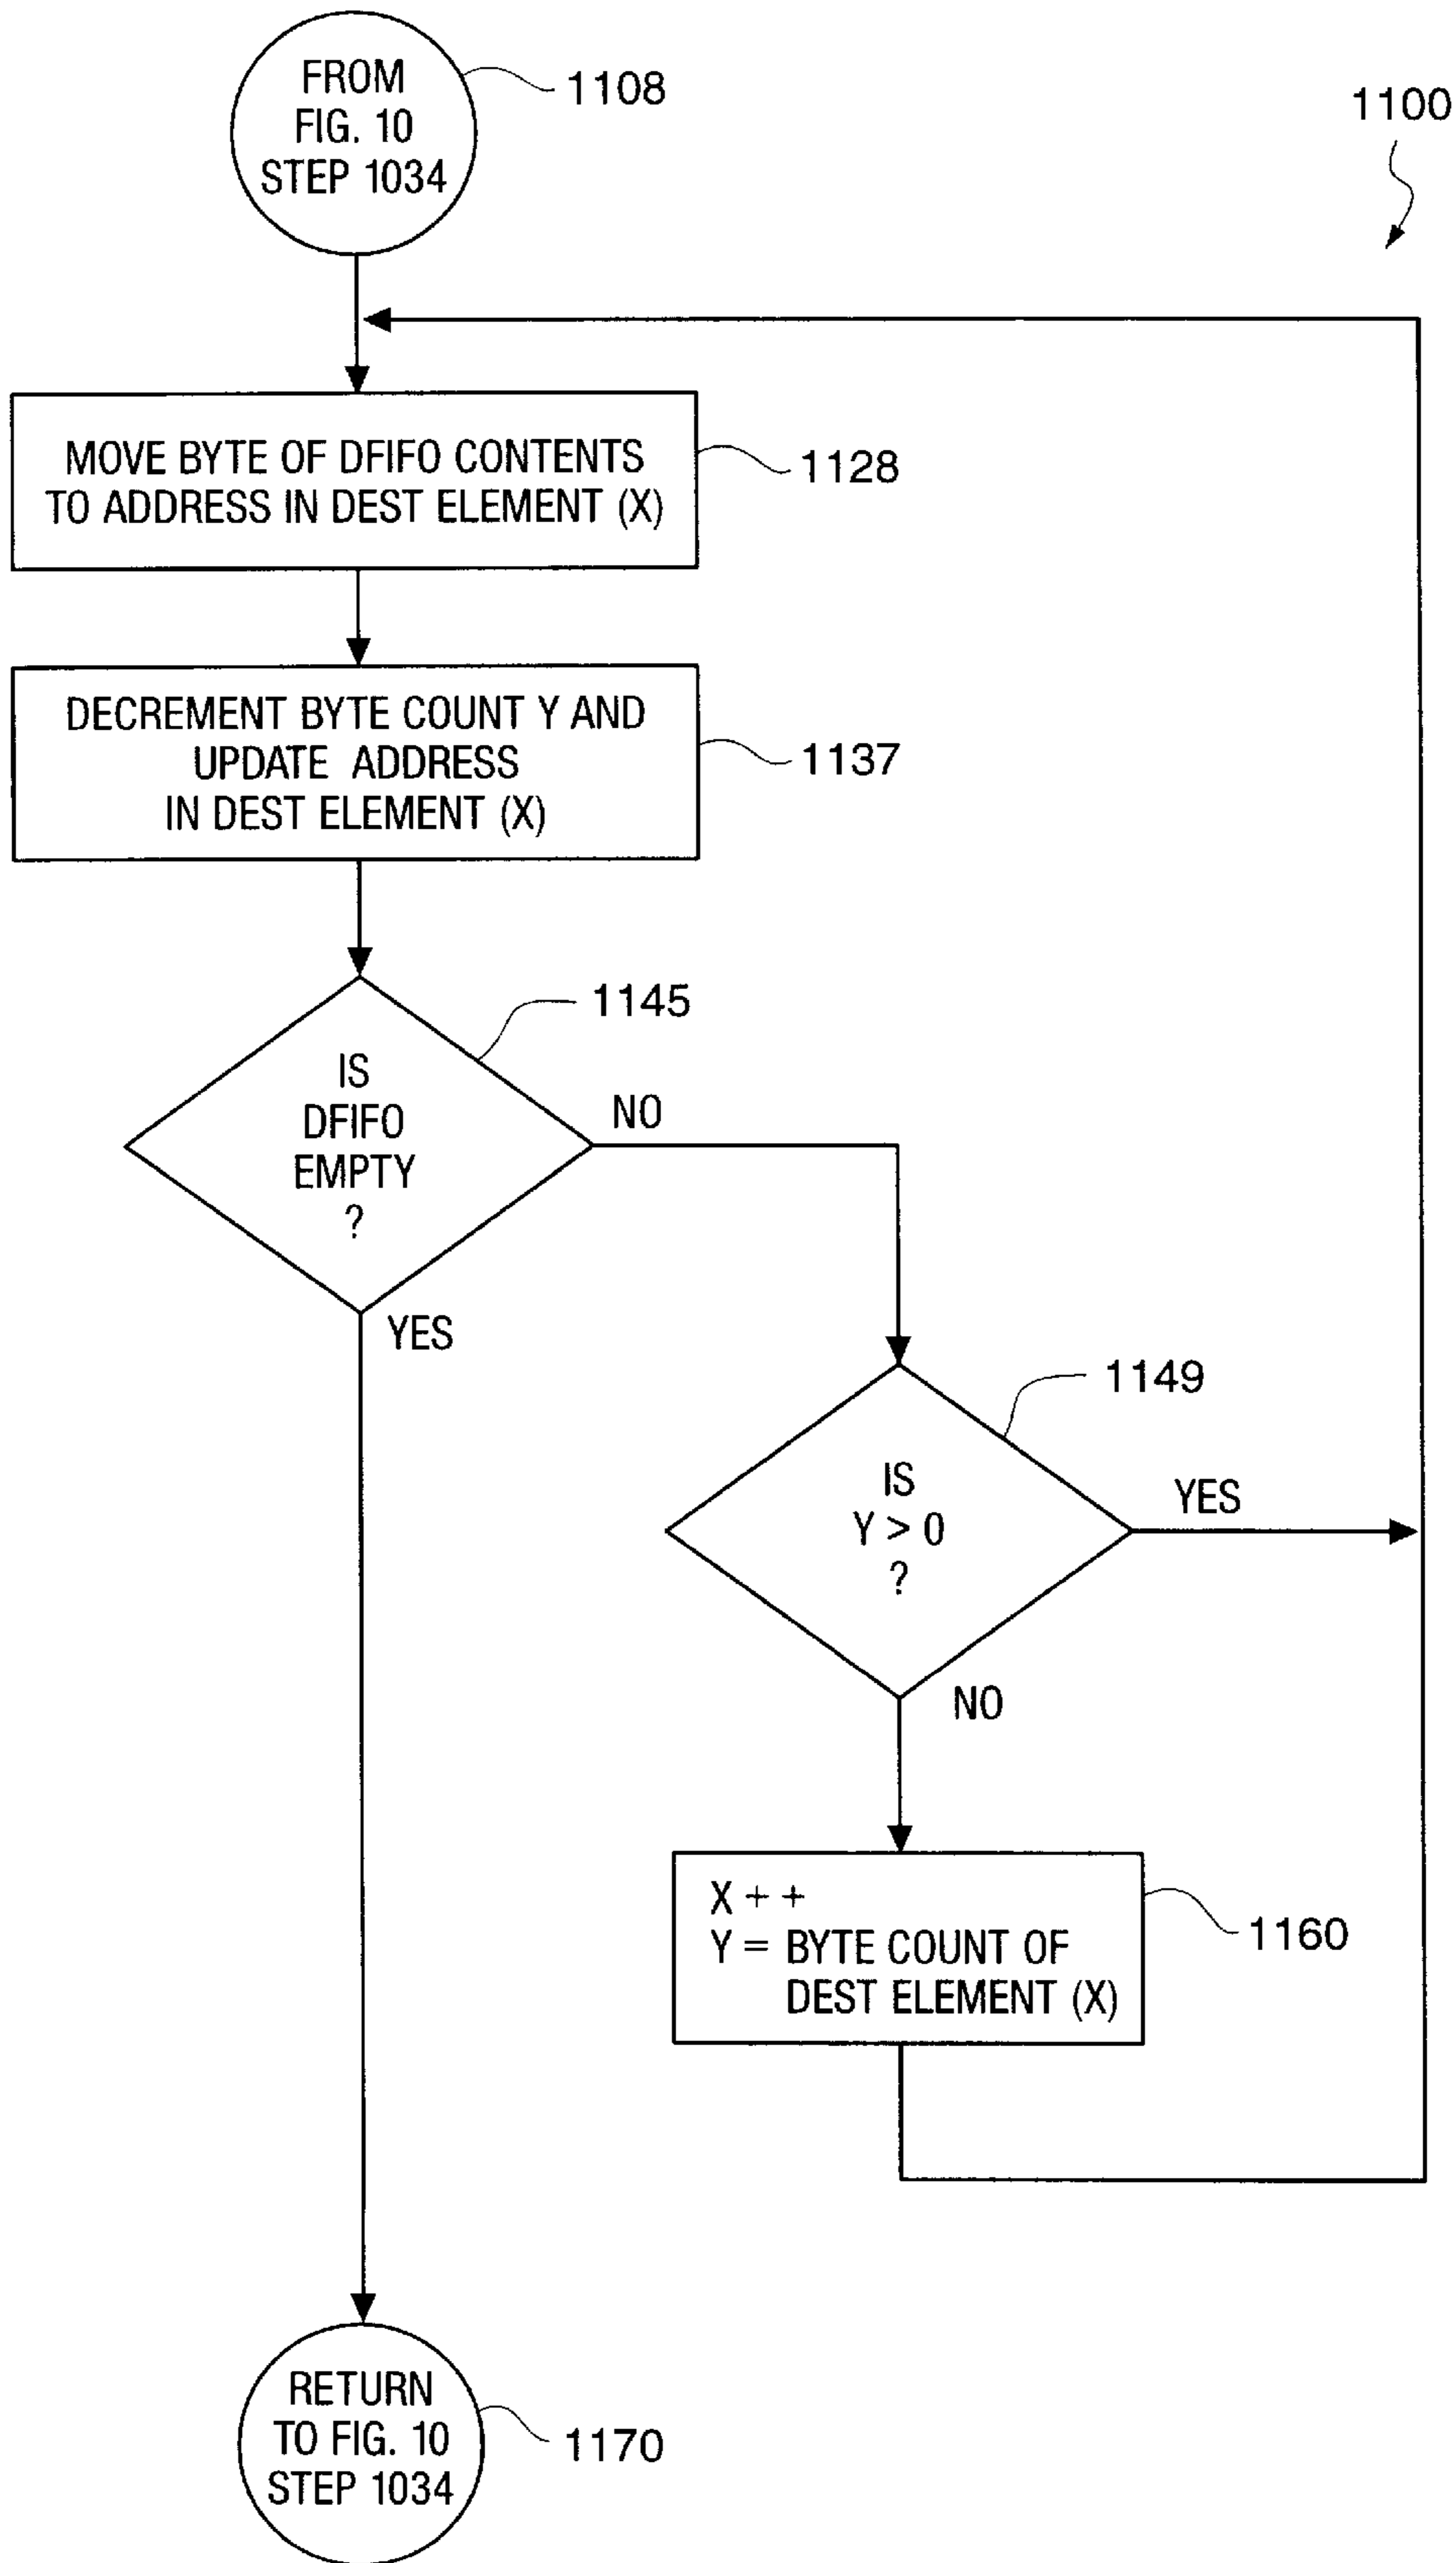 FROM
FIG. 10
STEP 1034
1108
1100
MOVE BYTE OF DFIFO CONTENTS
TO ADDRESS IN DEST ELEMENT (X)
1128
DECREMENT BYTE COUNT Y AND
UPDATE ADDRESS
IN DEST ELEMENT (X)
1137
1145
IS
DFIFO
EMPTY
?
NO
YES
1149
IS
Y > 0
?
YES
NO
X + +
Y = BYTE COUNT OF
DEST ELEMENT (X)
1160
RETURN
TO FIG. 10
STEP 1034
1170